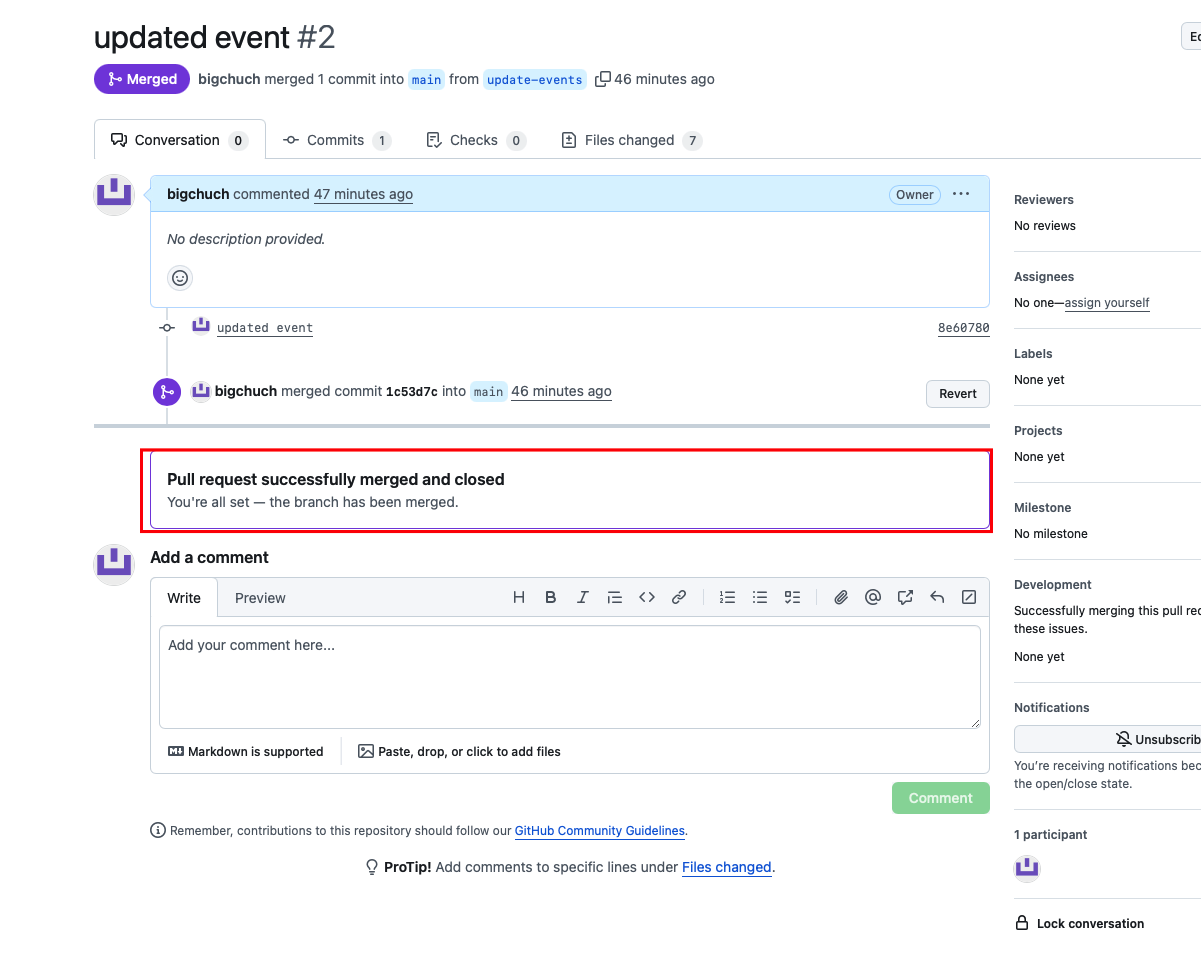 updated event #2
Merged bigchuch merged 1 commit into main from update-events 46 minutes ago
Conversation 0 Commits 1 Checks 0 Files changed 7
bigchuch commented 47 minutes ago Owner
No description provided.
updated event 8e60780
bigchuch merged commit 1c53d7c into main 46 minutes ago Revert
Pull request successfully merged and closed
You're all set — the branch has been merged.
Add a comment
Write Preview
Add your comment here...
Markdown is supported Paste, drop, or click to add files
Comment
Remember, contributions to this repository should follow our GitHub Community Guidelines.
ProTip! Add comments to specific lines under Files changed.
Reviewers
No reviews
Assignees
No one—assign yourself
Labels
None yet
Projects
None yet
Milestone
No milestone
Development
Successfully merging this pull
these issues.
None yet
Notifications
Unsubscrib
You're receiving notifications bec
the open/close state.
1 participant
Lock conversation